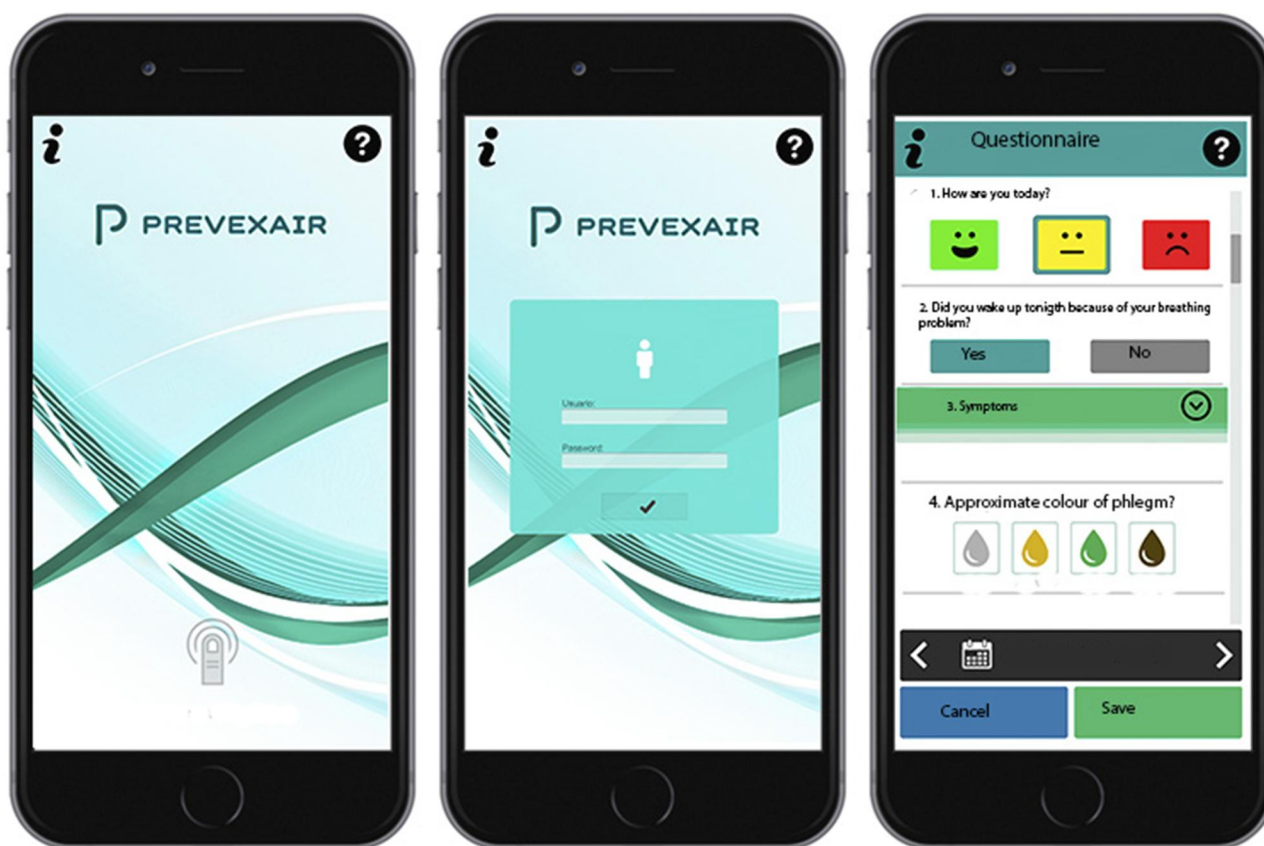 PREVEXAIR
PREVEXAIR
Usuario:
Password:
Questionnaire
1. How are you today?
2. Did you wake up tonigth because of your breathing
problem?
Yes
No
3. Symptoms
4. Approximate colour of phlegm?
Cancel
Save